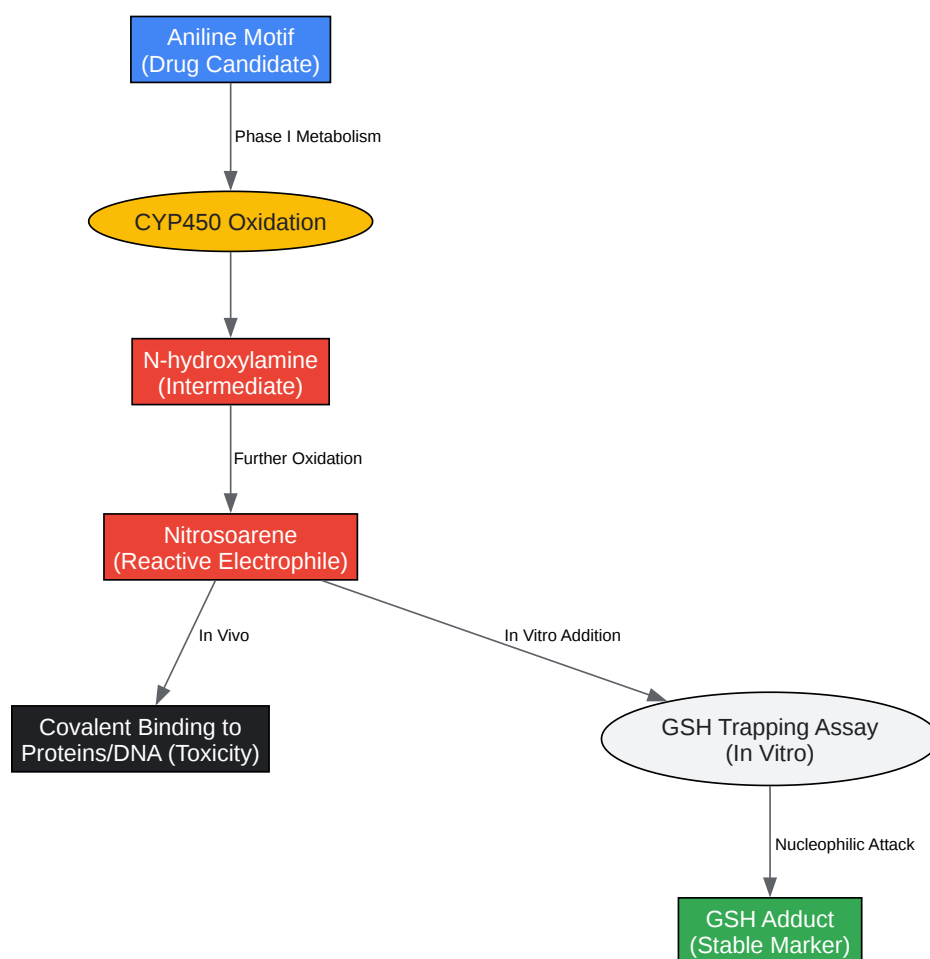 Aniline Motif
(Drug Candidate)
Phase I Metabolism
CYP450 Oxidation
N-hydroxylamine
(Intermediate)
Further Oxidation
Nitrosoarene
(Reactive Electrophile)
In Vivo
In Vitro Addition
Covalent Binding to
Proteins/DNA (Toxicity)
GSH Trapping Assay
(In Vitro)
Nucleophilic Attack
GSH Adduct
(Stable Marker)